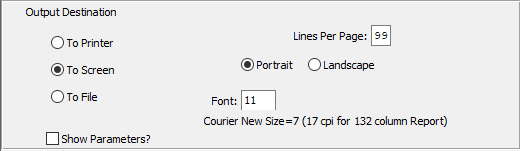 Output Destination
To Printer
Lines Per Page: 99
To Screen
Portrait Landscape
To File
Font: 11
Courier New Size=7 (17 cpi for 132 column Report)
Show Parameters?